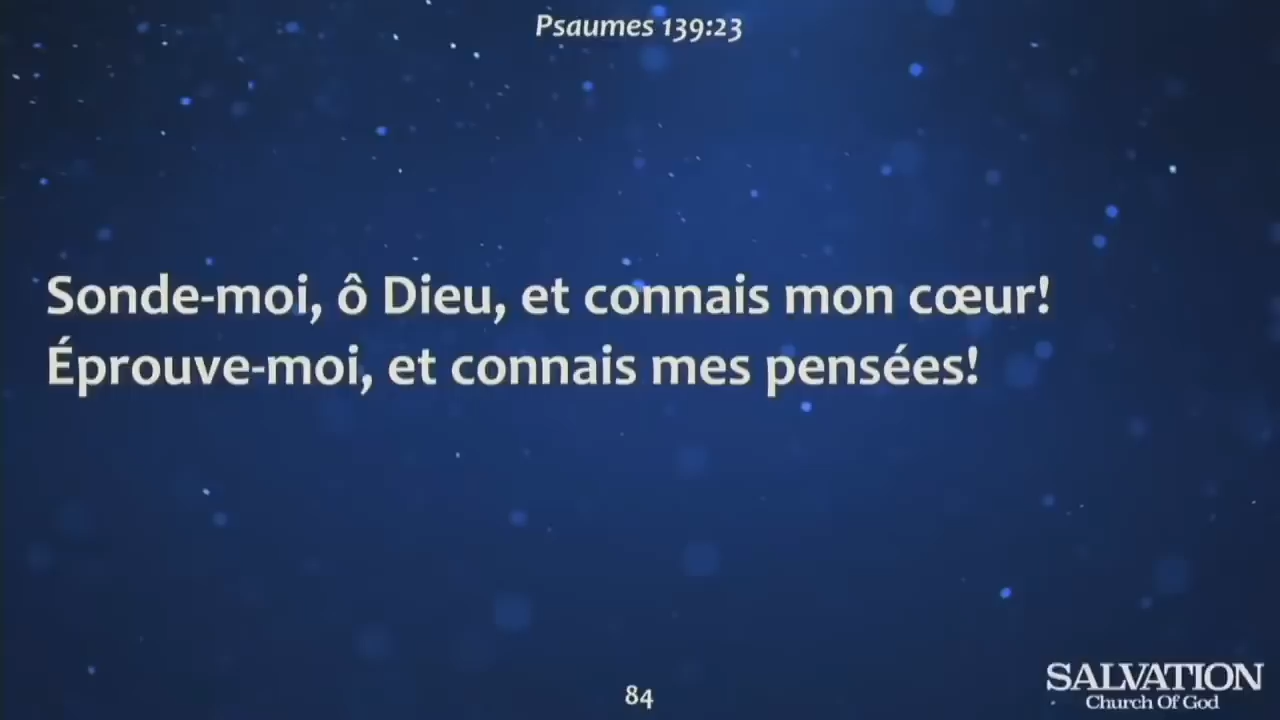 Psaumes 139:23
Sonde-moi, ô Dieu, et connais mon cœur!
Éprouve-moi, et connais mes pensées!
84
SALVATION
Church Of God